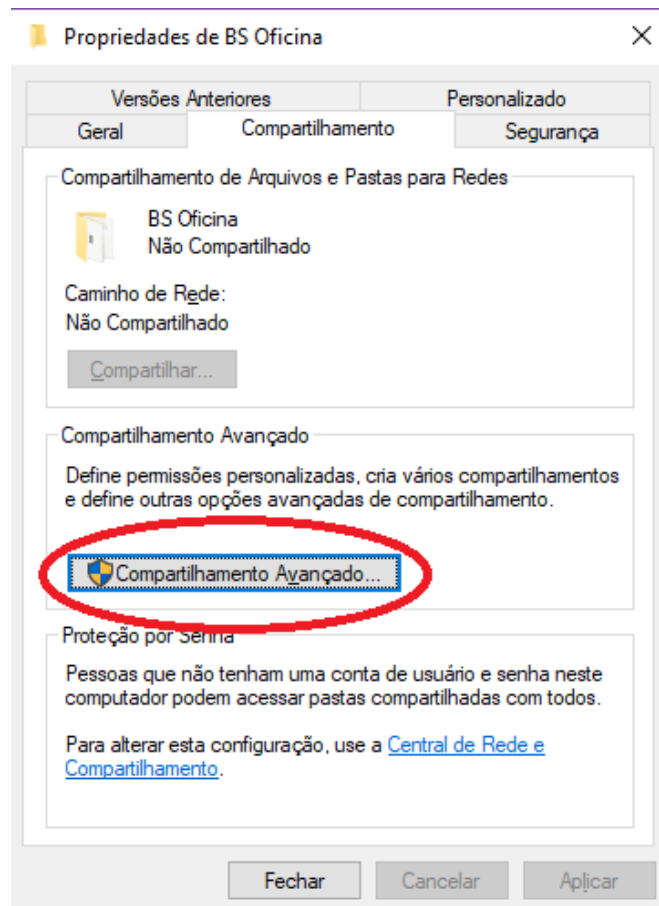 Propriedades de BS Oficina
Versões Anteriores
Personalizado
Geral
Compartilhamento
Segurança
Compartilhamento de Arquivos e Pastas para Redes
BS Oficina
Não Compartilhado
Caminho de Rede:
Não Compartilhado
Compartilhar...
Compartilhamento Avançado
Define permissões personalizadas, cria vários compartilhamentos
e define outras opções avançadas de compartilhamento.
Compartilhamento Avançado...
Proteção por Senha
Pessoas que não tenham uma conta de usuário e senha neste
computador podem acessar pastas compartilhadas com todos.
Para alterar esta configuração, use a Central de Rede e
Compartilhamento.
Fechar
Cancelar
Aplicar